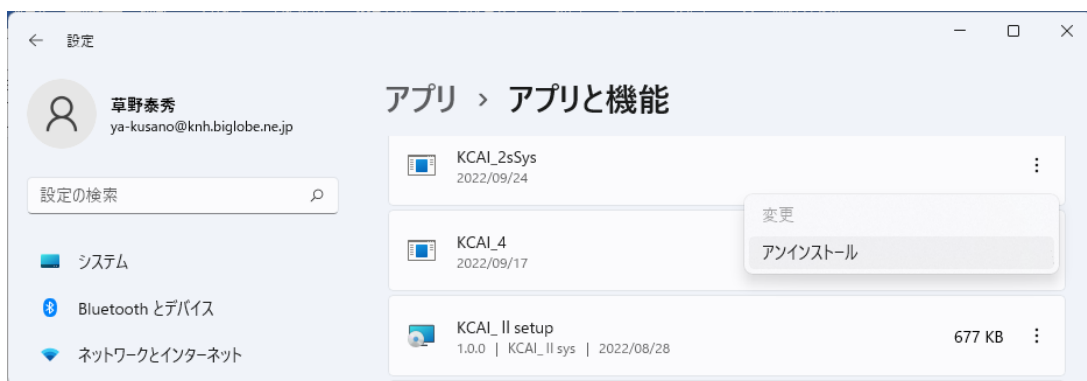 設定
草野泰秀
ya-kusano@knh.biglobe.ne.jp
設定の検索
システム
Bluetooth とデバイス
ネットワークとインターネット
アプリ › アプリと機能
KCAI_2sSys
2022/09/24
変更
アンインストール
KCAI_4
2022/09/17
KCAI_Ⅱ setup
1.0.0 | KCAI_Ⅱ sys | 2022/08/28
677 KB